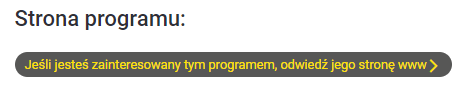 Strona programu:
Jeśli jesteś zainteresowany tym programem, odwiedź jego stronę www